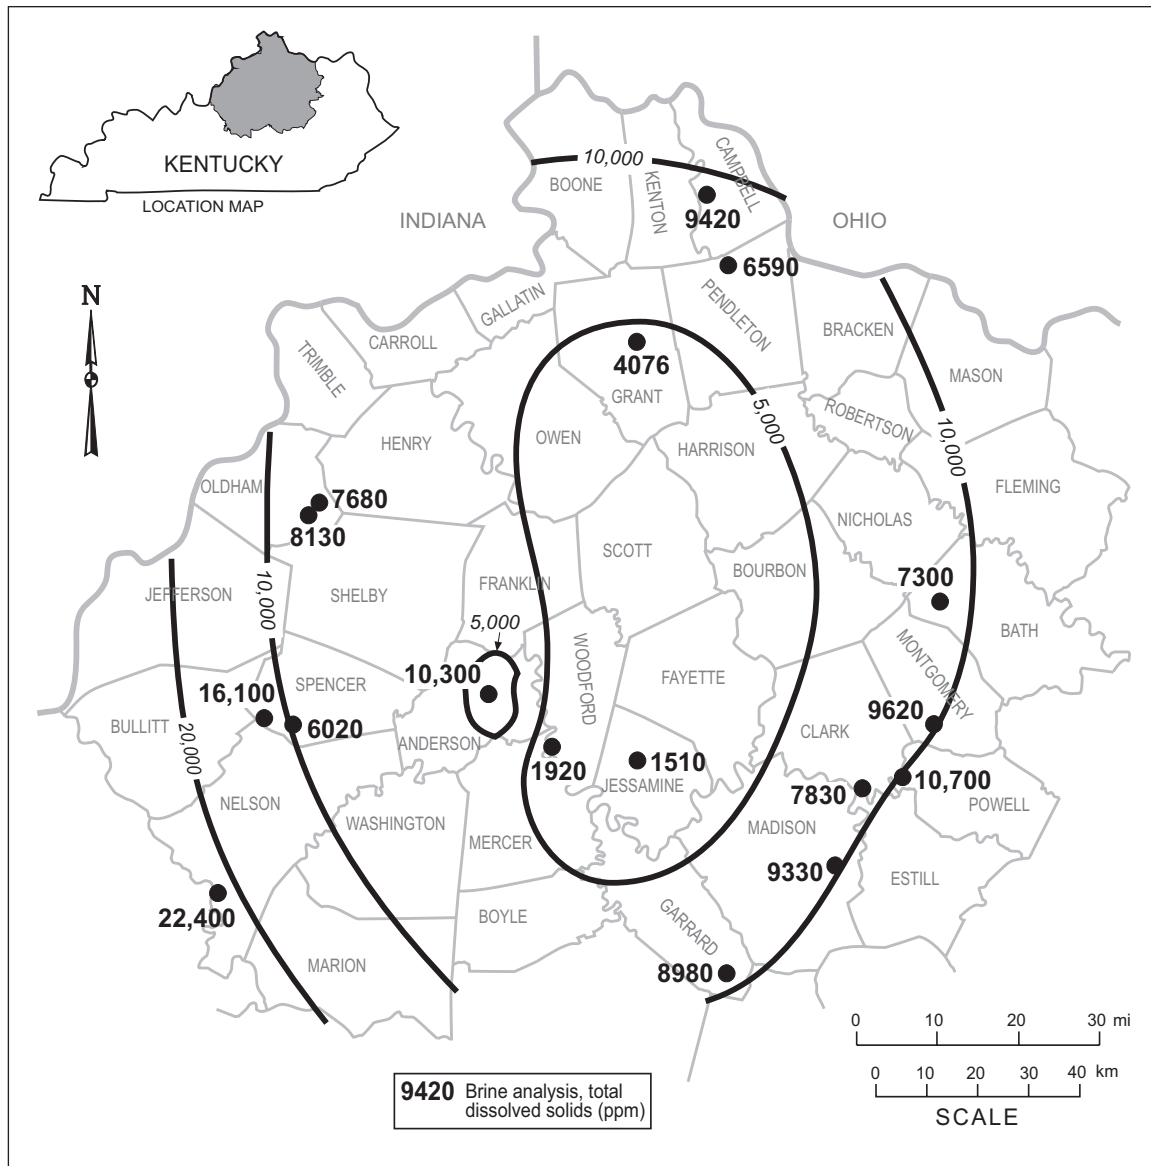 KENTUCKY
LOCATION MAP
INDIANA
OHIO
N
10,000
BOONE
KENTON
CAMPBELL
9420
6590
GALLATIN
PENDLETON
CARROLL
TRIMBLE
4076
GRANT
BRACKEN
MASON
ROBERTSON
5,000
10,000
HENRY
OWEN
HARRISON
OLDHAM
7680
8130
FLEMING
NICHOLAS
SCOTT
JEFFERSON
10,000
SHELBY
FRANKLIN
BOURBON
7300
5,000
BATH
WOODFORD
MONTGOMERY
10,300
SPENCER
FAYETTE
16,100
BULLITT
6020
20,000
ANDERSON
9620
CLARK
1920
1510
JESSAMINE
7830
10,700
POWELL
NELSON
WASHINGTON
MERCER
MADISON
9330
ESTILL
22,400
BOYLE
GARRARD
MARION
8980
0 10 20 30 mi
0 10 20 30 40 km
SCALE
9420 Brine analysis, total
dissolved solids (ppm)